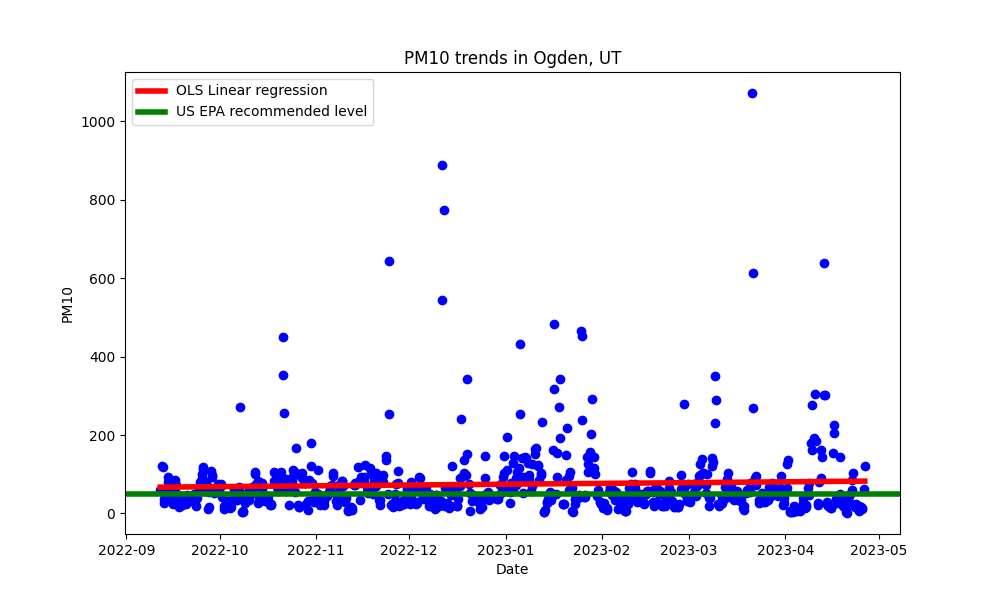 PM10 trends in Ogden, UT
OLS Linear regression
US EPA recommended level
1000
800
600
400
200
0
PM10
2022-09 2022-10 2022-11 2022-12 2023-01 2023-02 2023-03 2023-04 2023-05
Date